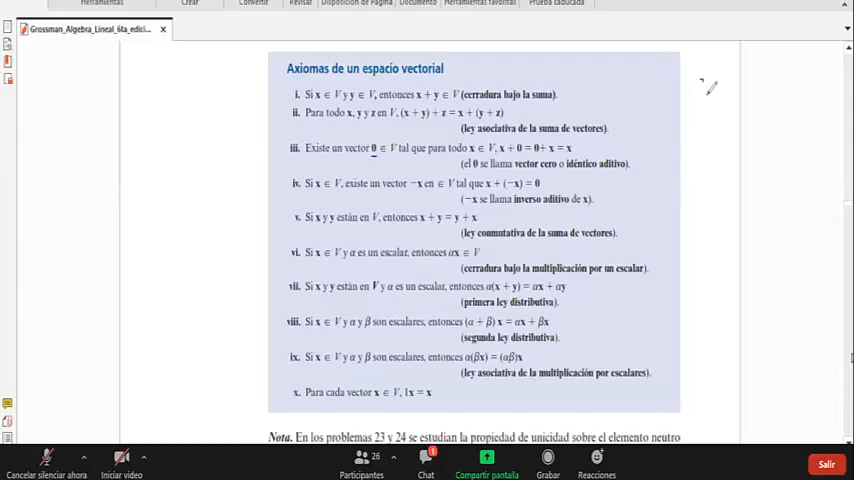 Herramientas Crear Convertir Revisar Disposición de Página Documento Herramientas favoritas Prueba caducada
Grossman_Algebra_Lineal_6ta_edici... ×
Axiomas de un espacio vectorial
i. Si x ∈ V y y ∈ V, entonces x + y ∈ V (cerradura bajo la suma).
ii. Para todo x, y y z en V, (x + y) + z = x + (y + z)
(ley asociativa de la suma de vectores).
iii. Existe un vector 0 ∈ V tal que para todo x ∈ V, x + 0 = 0+ x = x
(el 0 se llama vector cero o idéntico aditivo).
iv. Si x ∈ V, existe un vector −x en ∈ V tal que x + (−x) = 0
(−x se llama inverso aditivo de x).
v. Si x y y están en V, entonces x + y = y + x
(ley conmutativa de la suma de vectores).
vi. Si x ∈ V y α es un escalar, entonces αx ∈ V
(cerradura bajo la multiplicación por un escalar).
vii. Si x y y están en V y α es un escalar, entonces α(x + y) = αx + αy
(primera ley distributiva).
viii. Si x ∈ V y α y β son escalares, entonces (α + β) x = αx + βx
(segunda ley distributiva).
ix. Si x ∈ V y α y β son escalares, entonces α(βx) = (αβ)x
(ley asociativa de la multiplicación por escalares).
x. Para cada vector x ∈ V, 1x = x
Nota. En los problemas 23 y 24 se estudian la propiedad de unicidad sobre el elemento neutro
26 1
Cancelar silenciar ahora Iniciar video Participantes Chat Compartir pantalla Grabar Reacciones Salir